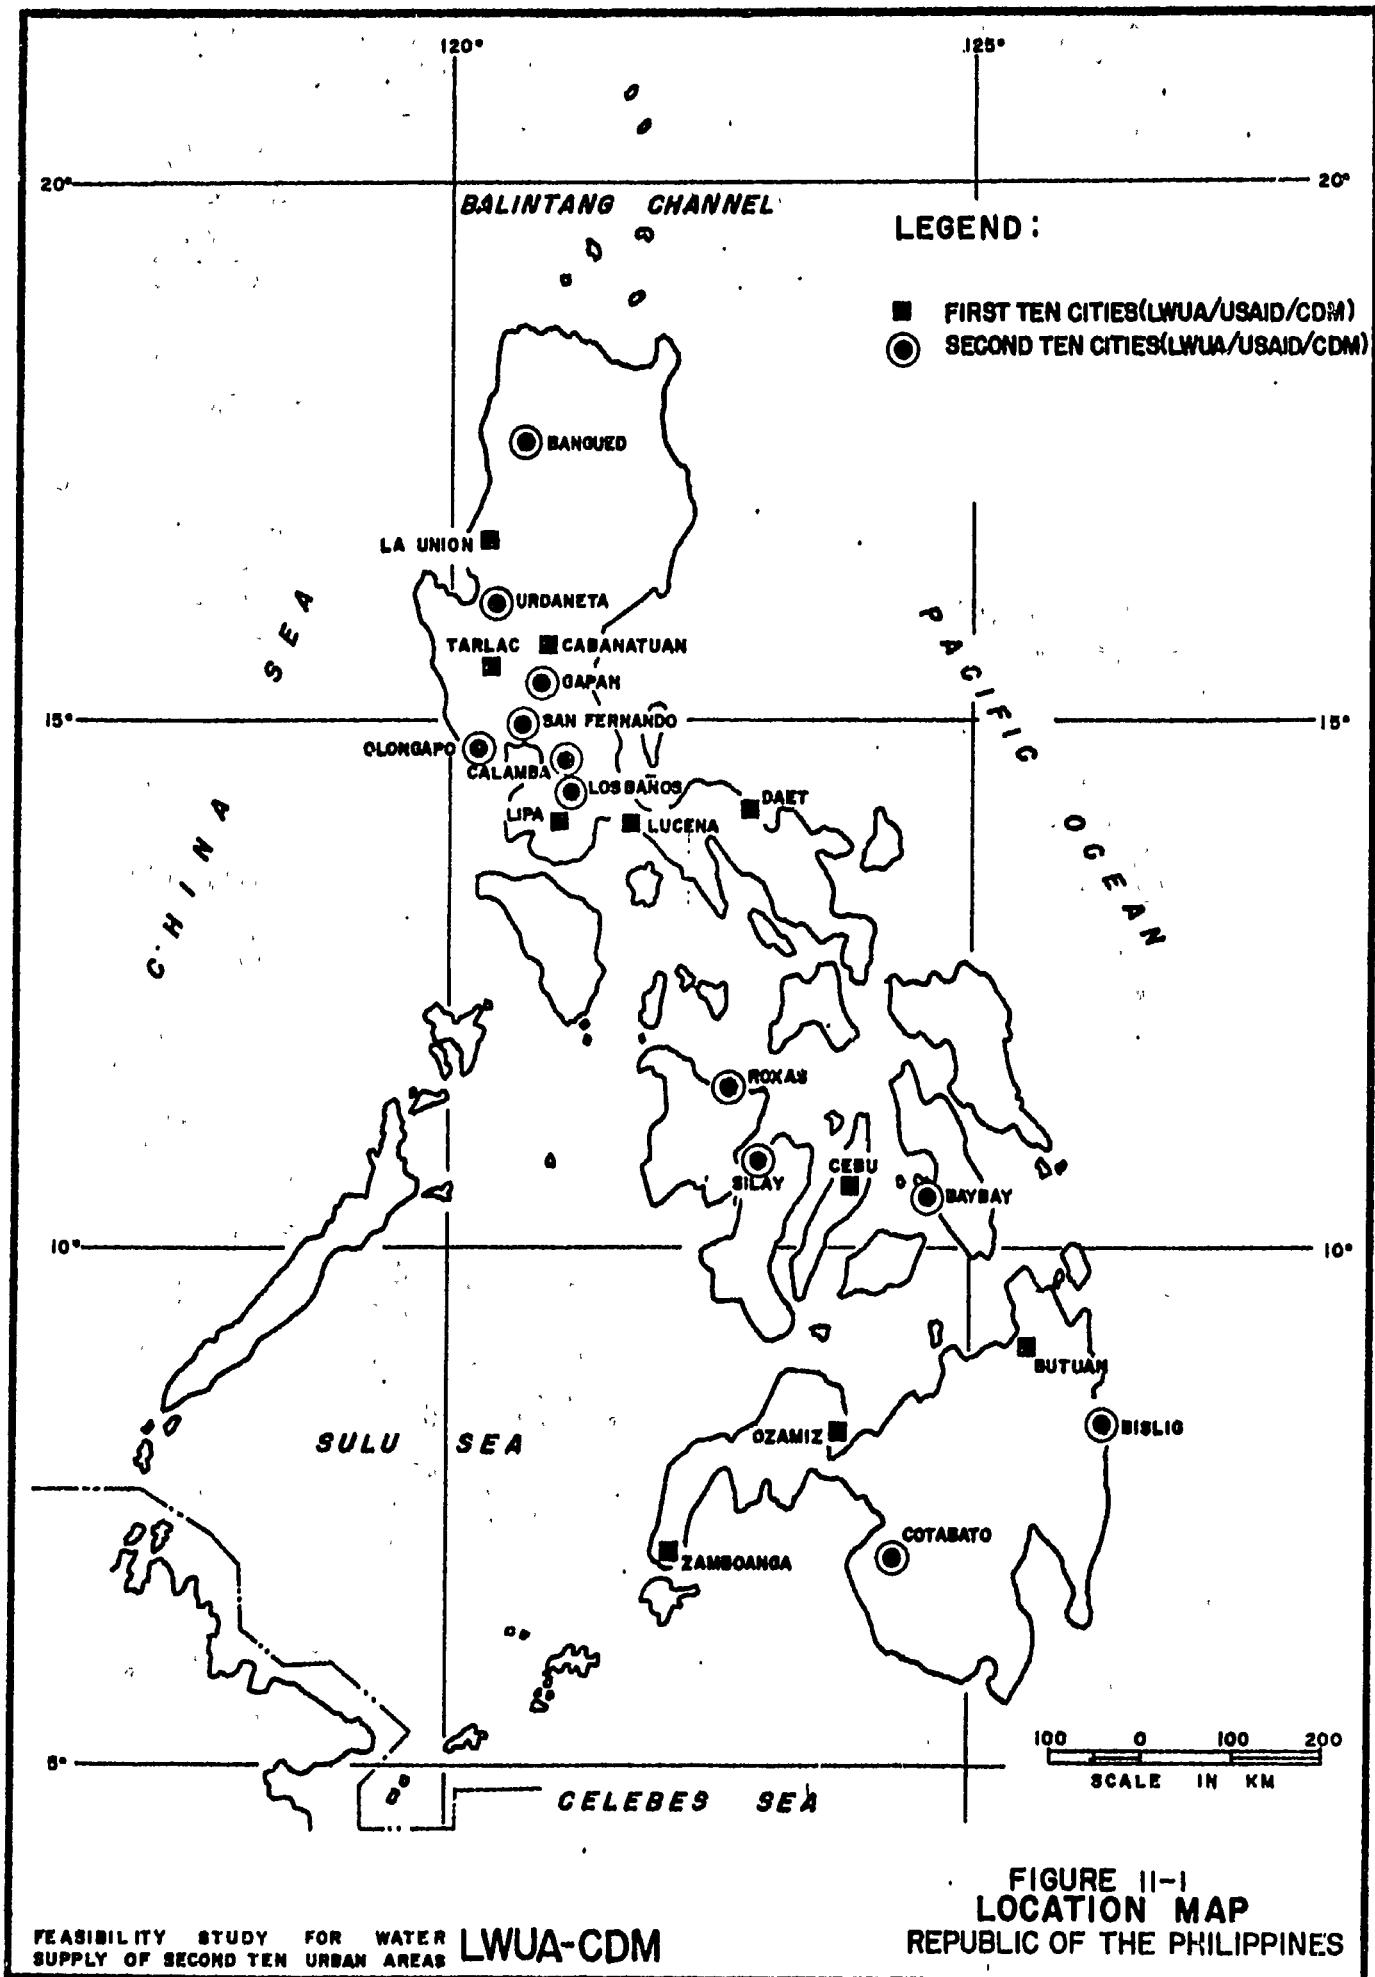 120° 125°
20° 20°
BALINTANG CHANNEL
LEGEND:
FIRST TEN CITIES(LWUA/USAID/CDM)
SECOND TEN CITIES(LWUA/USAID/CDM)
BANGUED
LA UNION
URDANETA
TARLAC
CABANATUAN
GAPAN
15° 15°
SAN FERNANDO
OLONGAPO
CALAMBA
LOS BAÑOS
LIPA
LUCENA
DAET
CHINA SEA
PACIFIC OCEAN
ROXAS
SILAY
CEBU
BAYBAY
10° 10°
BUTUAN
BISLIG
OZAMIZ
SULU SEA
COTABATO
ZAMBOANGA
5°
CELEBES SEA
100 0 100 200
SCALE IN KM
FIGURE II-1
LOCATION MAP
REPUBLIC OF THE PHILIPPINES
FEASIBILITY STUDY FOR WATER
SUPPLY OF SECOND TEN URBAN AREAS
LWUA-CDM